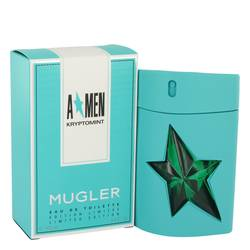 A★MEN
KRYPTOMINT
MUGLER
EAU DE TOILETTE
EDITION LIMITÉE
LIMITED EDITION